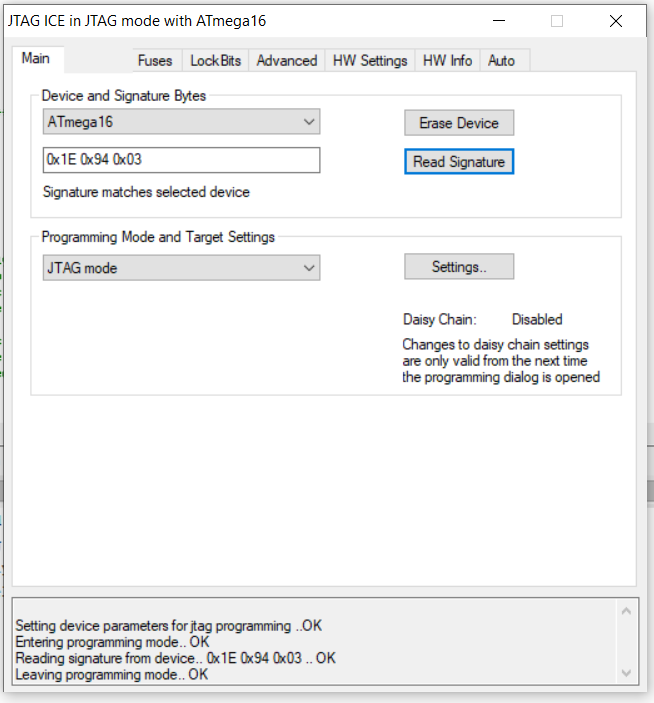 JTAG ICE in JTAG mode with ATmega16
Main Fuses LockBits Advanced HW Settings HW Info Auto
Device and Signature Bytes
ATmega16 Erase Device
0x1E 0x94 0x03 Read Signature
Signature matches selected device
Programming Mode and Target Settings
JTAG mode Settings..
Daisy Chain: Disabled
Changes to daisy chain settings
are only valid from the next time
the programming dialog is opened
Setting device parameters for jtag programming ..OK
Entering programming mode.. OK
Reading signature from device.. 0x1E 0x94 0x03 .. OK
Leaving programming mode.. OK